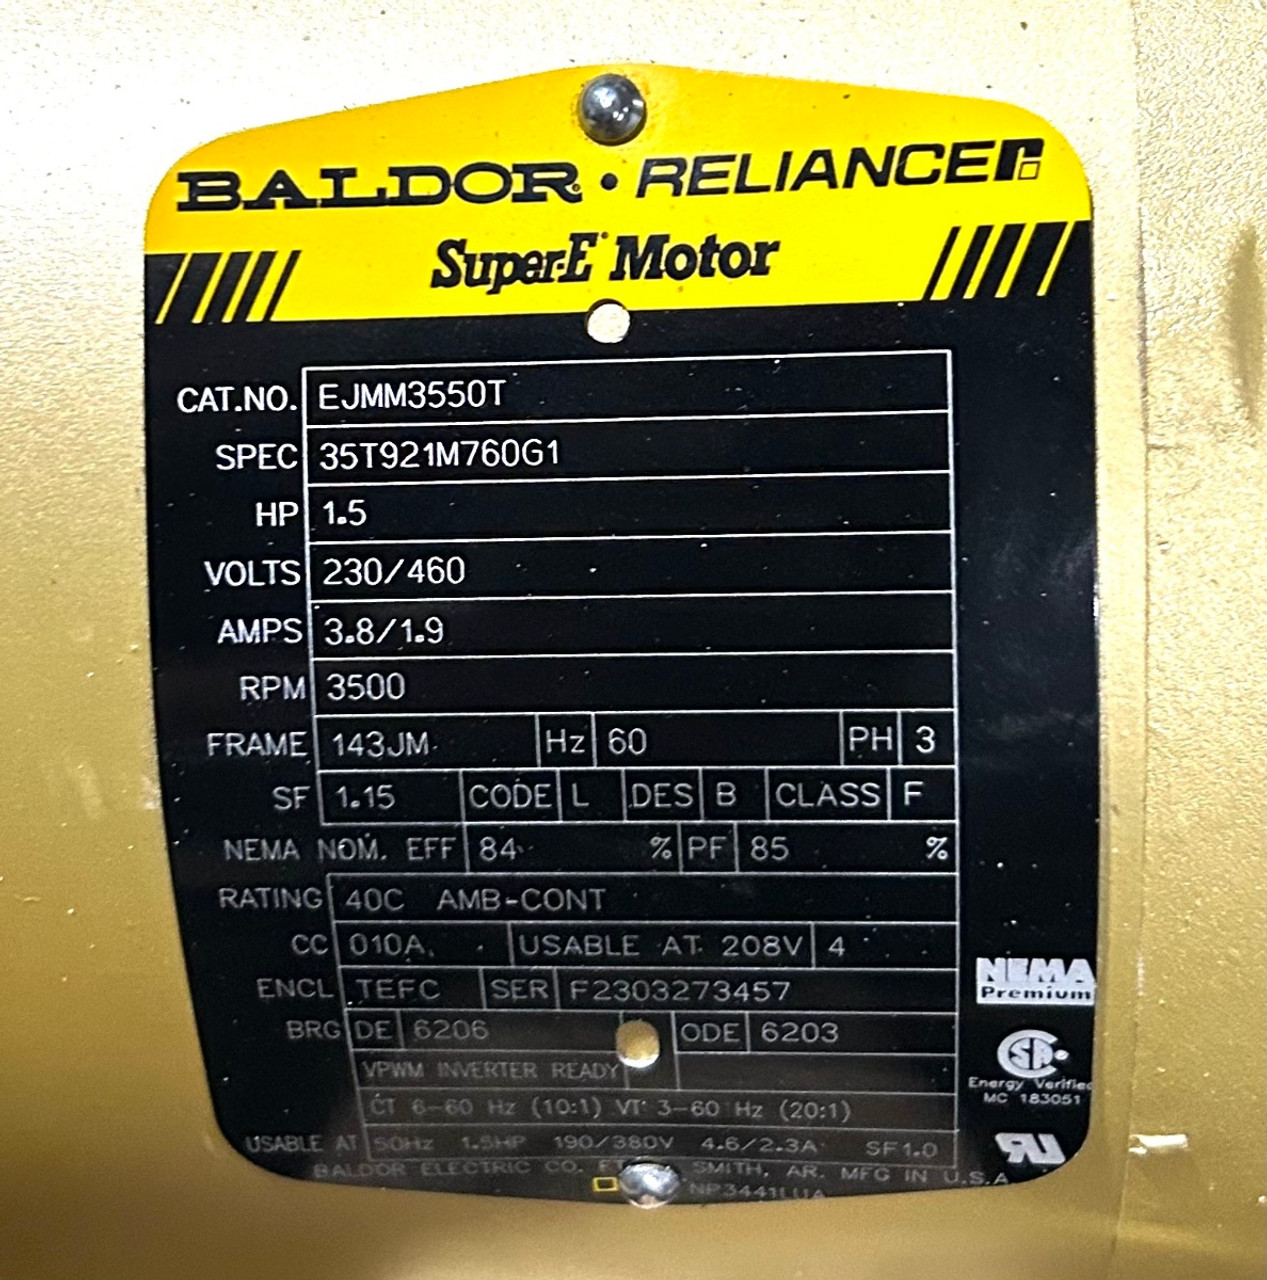 BALDOR • RELIANCE
Super-E Motor
CAT.NO. EJMM3550T
SPEC 35T921M760G1
HP 1.5
VOLTS 230/460
AMPS 3.8/1.9
RPM 3500
FRAME 143JM Hz 60 PH 3
SF 1.15 CODE L DES B CLASS F
NEMA NOM. EFF 84 % PF 85 %
RATING 40C AMB-CONT
CC 010A USABLE AT 208V 4
ENCL TEFC SER F2303273457
BRG DE 6206 ODE 6203
VPWM INVERTER READY
CT 6-60 Hz (10:1) VT 3-60 Hz (20:1)
USABLE AT 50Hz 1.5HP 190/380V 4.6/2.3A SF1.0
BALDOR ELECTRIC CO. SMITH, AR. MFG IN U.S.A
NP3441LUA
NEMA
Premium
Energy Verified
MC 183051